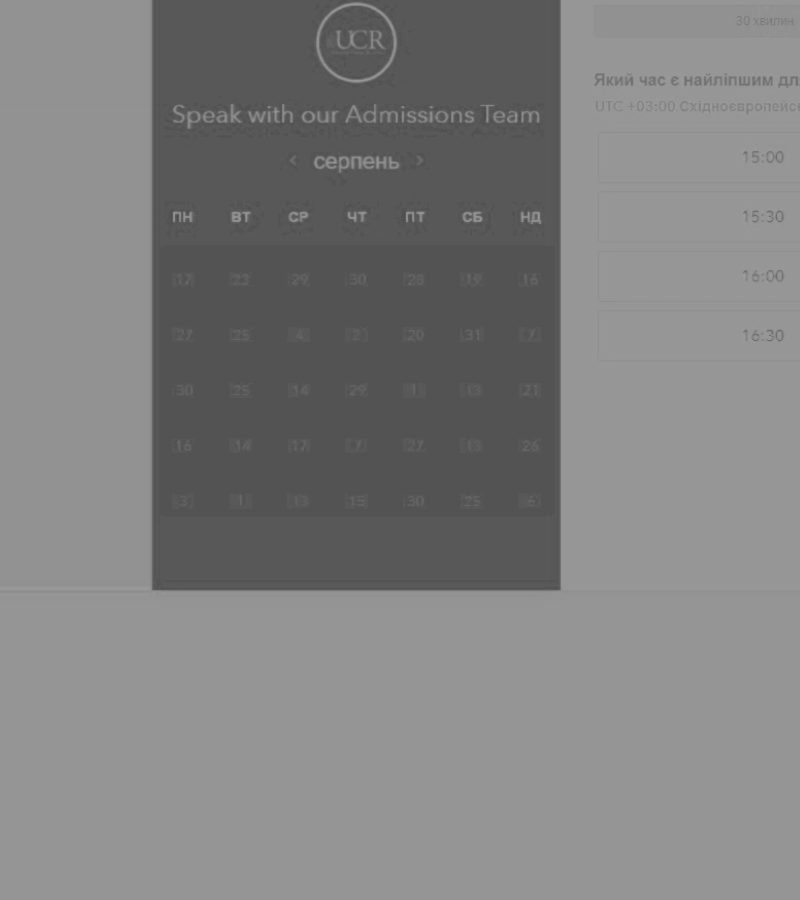 UCR
Speak with our Admissions Team
‹ серпень ›
ПН ВТ СР ЧТ ПТ СБ НД
17 23 29 30 28 19 16
27 25 4 2 20 31 7
30 25 14 29 1 13 21
16 14 17 7 27 13 26
3 1 13 15 30 25 6
30 хвилин
Який час є найліпшим дл
UTC +03:00 Східноєвропейсь
15:00
15:30
16:00
16:30